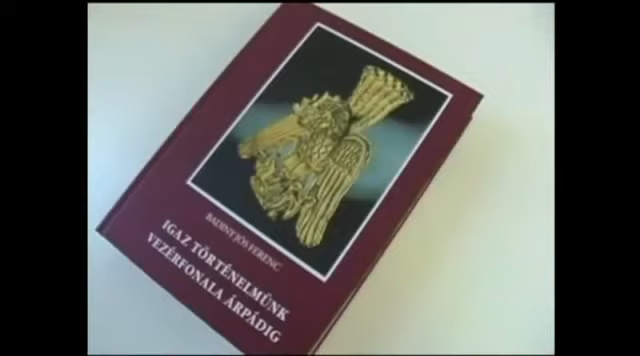 BADINY JÓS FERENC
IGAZ TÖRTÉNELMÜNK
VEZÉRFONALA ÁRPÁDIG